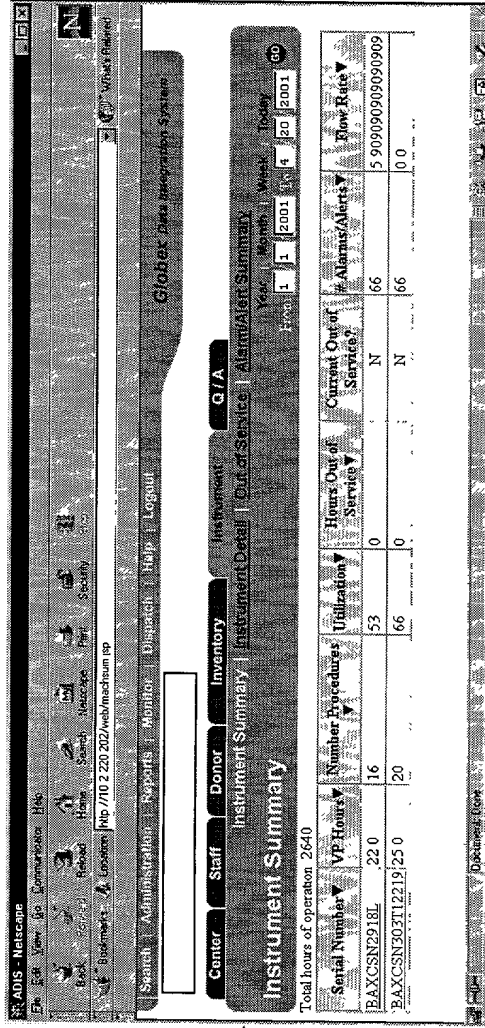 ADIS - Netscape
File Edit View Go Communicator Help
Back Reload Home Search Netscape Print Security
Bookmarks Location: http //10 2 220 202/web/machsum jsp What's Related
Search | Administration | Reports | Monitor | Dispatch | Help | Logout
Globex Data Integration System
Center Staff Donor Inventory Instrument Q / A
Instrument Summary | Instrument Detail | Out of Service | Alarm/Alert Summary
Instrument Summary
Year | Month | Week | Today
From 1 1 2001 To 4 20 2001 GO
Total hours of operation 2640
Serial Number▼ VP Hours▼ Number Procedures▼ Utilization▼ Hours Out of Service▼ Current Out of Service? # Alarms/Alerts▼ Flow Rate▼
BAXCSN2918L 22 0 16 53 0 N 66 5 90909090909090909
BAXCSN303T12219 25 0 20 66 0 N 66 0 0
Document: Done